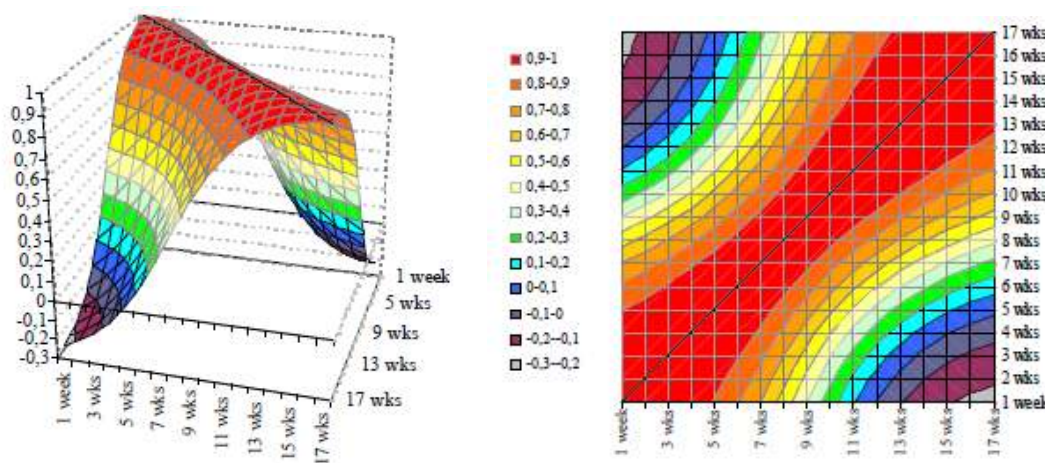 1
0,9
0,8
0,7
0,6
0,5
0,4
0,3
0,2
0,1
0
-0,1
-0,2
-0,3
1 week
3 wks
5 wks
7 wks
9 wks
11 wks
13 wks
15 wks
17 wks
1 week
5 wks
9 wks
13 wks
17 wks
0,9-1
0,8-0,9
0,7-0,8
0,6-0,7
0,5-0,6
0,4-0,5
0,3-0,4
0,2-0,3
0,1-0,2
0-0,1
-0,1-0
-0,2--0,1
-0,3--0,2
17 wks
16 wks
15 wks
14 wks
13 wks
12 wks
11 wks
10 wks
9 wks
8 wks
7 wks
6 wks
5 wks
4 wks
3 wks
2 wks
1 week
1 week
3 wks
5 wks
7 wks
9 wks
11 wks
13 wks
15 wks
17 wks